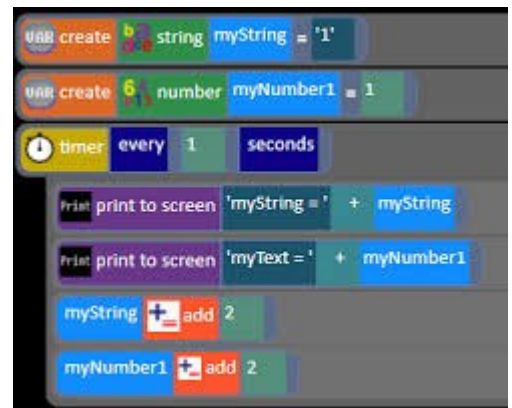 VAR create string myString = '1'
VAR create number myNumber1 = 1
timer every 1 seconds
Print print to screen 'myString = ' + myString
Print print to screen 'myText = ' + myNumber1
myString += add 2
myNumber1 += add 2